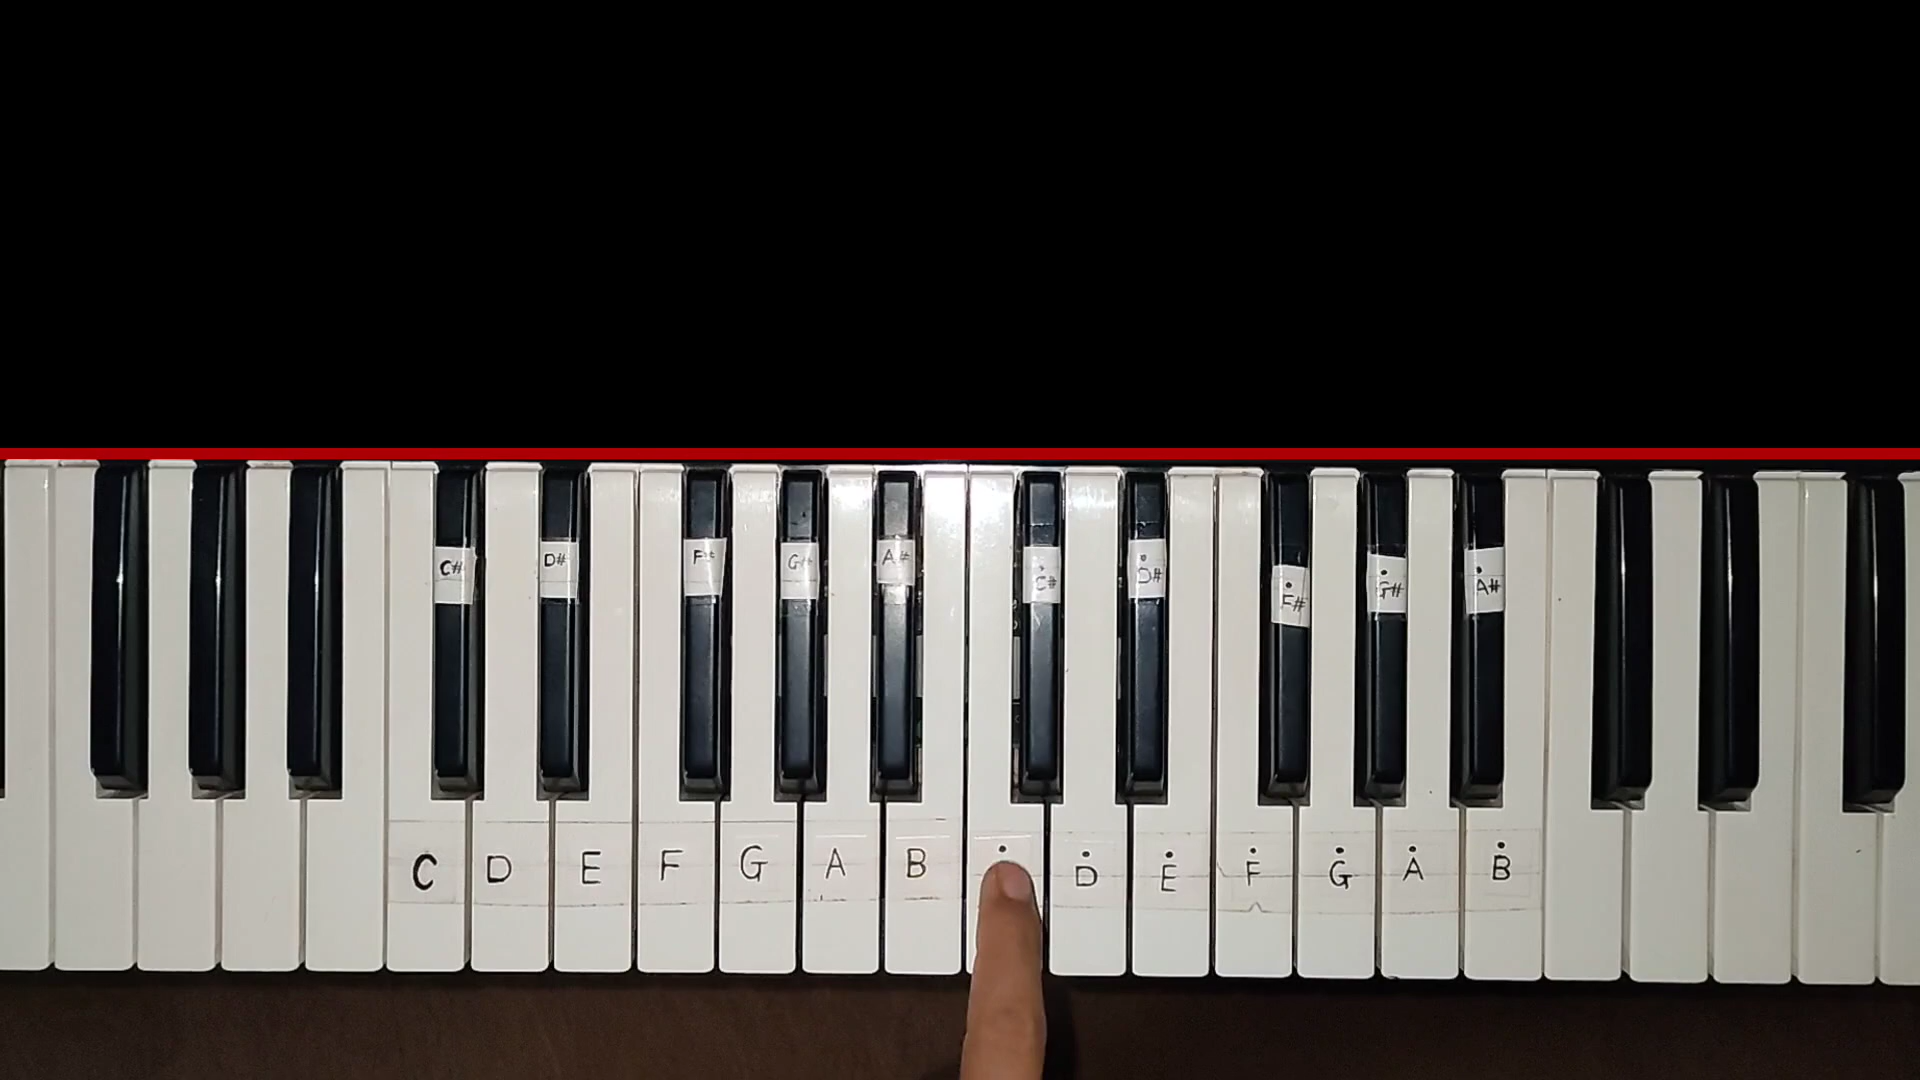 C# D# F# G# A# Ċ# Ḋ# Ḟ# Ġ# Ȧ#
C D E F G A B Ḋ Ė Ḟ Ġ Ȧ Ḃ